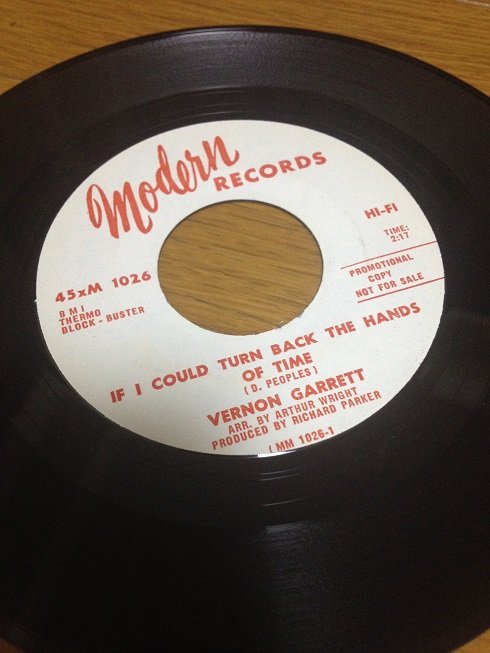 Modern
RECORDS
HI-FI
TIME:
2:17
45xM 1026
BMI
THERMO
BLOCK-BUSTER
PROMOTIONAL
COPY
NOT FOR SALE
IF I COULD TURN BACK THE HANDS
OF TIME
(D. PEOPLES)
VERNON GARRETT
ARR. BY ARTHUR WRIGHT
PRODUCED BY RICHARD PARKER
(MM 1026-1